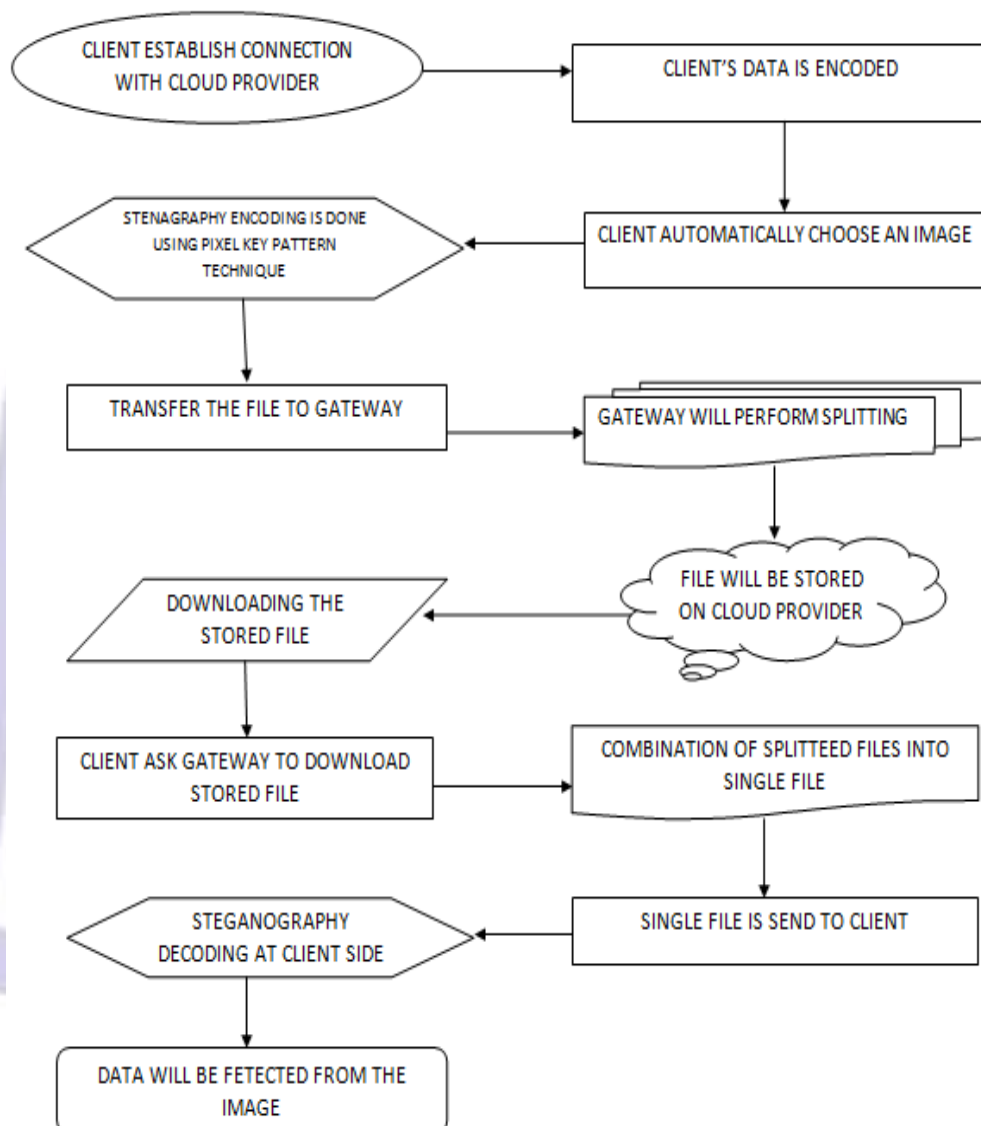 CLIENT ESTABLISH CONNECTION
WITH CLOUD PROVIDER
CLIENT'S DATA IS ENCODED
CLIENT AUTOMATICALLY CHOOSE AN IMAGE
STENAGRAPHY ENCODING IS DONE
USING PIXEL KEY PATTERN
TECHNIQUE
TRANSFER THE FILE TO GATEWAY
GATEWAY WILL PERFORM SPLITTING
FILE WILL BE STORED
ON CLOUD PROVIDER
DOWNLOADING THE
STORED FILE
CLIENT ASK GATEWAY TO DOWNLOAD
STORED FILE
COMBINATION OF SPLITTEED FILES INTO
SINGLE FILE
SINGLE FILE IS SEND TO CLIENT
STEGANOGRAPHY
DECODING AT CLIENT SIDE
DATA WILL BE FETECTED FROM THE
IMAGE